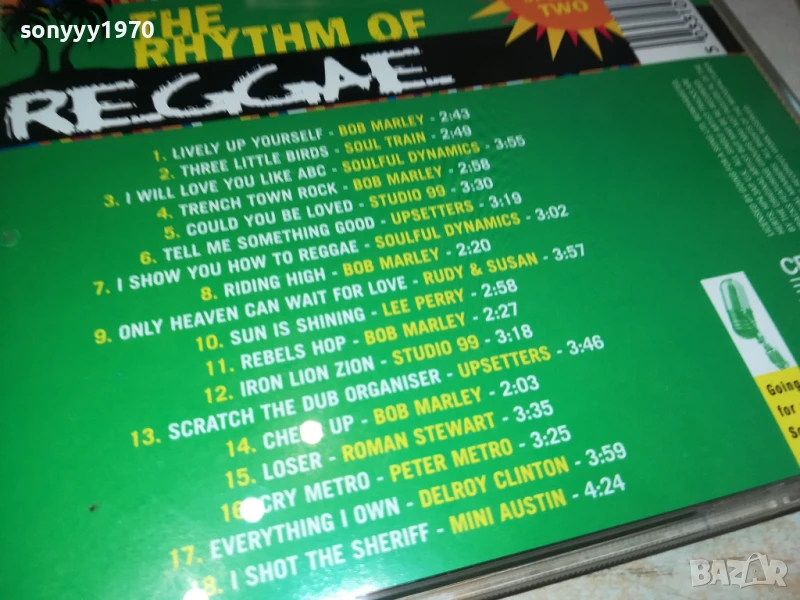 sonyyy1970
THE
RHYTHM OF
REGGAE
TWO
1. LIVELY UP YOURSELF - BOB MARLEY - 2:43
2. THREE LITTLE BIRDS - SOUL TRAIN - 2:49
3. I WILL LOVE YOU LIKE ABC - SOULFUL DYNAMICS - 3:55
4. TRENCH TOWN ROCK - BOB MARLEY - 2:58
5. COULD YOU BE LOVED - STUDIO 99 - 3:30
6. TELL ME SOMETHING GOOD - UPSETTERS - 3:19
7. I SHOW YOU HOW TO REGGAE - SOULFUL DYNAMICS - 3:02
8. RIDING HIGH - BOB MARLEY - 2:20
9. ONLY HEAVEN CAN WAIT FOR LOVE - RUDY & SUSAN - 3:57
10. SUN IS SHINING - LEE PERRY - 2:58
11. REBELS HOP - BOB MARLEY - 2:27
12. IRON LION ZION - STUDIO 99 - 3:18
13. SCRATCH THE DUB ORGANISER - UPSETTERS - 3:46
14. CHEER UP - BOB MARLEY - 2:03
15. LOSER - ROMAN STEWART - 3:35
16. CRY METRO - PETER METRO - 3:25
17. EVERYTHING I OWN - DELROY CLINTON - 3:59
18. I SHOT THE SHERIFF - MINI AUSTIN - 4:24
Going
for
BAZAR